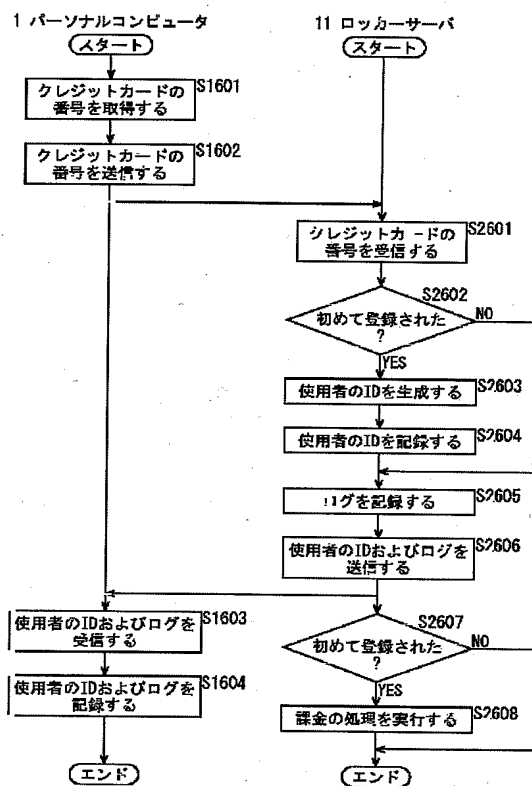 1 パーソナルコンピュータ
スタート
クレジットカードの
番号を取得する
S1601
クレジットカードの
番号を送信する
S1602
S1603
使用者のIDおよびログを
受信する
S1604
使用者のIDおよびログを
記録する
エンド
11 ロッカーサーバ
スタート
クレジットカードの
番号を受信する
S2601
S2602
初めて登録された
?
NO
YES
使用者のIDを生成する
S2603
使用者のIDを記録する
S2604
ログを記録する
S2605
使用者のIDおよびログを
送信する
S2606
S2607
初めて登録された
?
NO
YES
課金の処理を実行する
S2608
エンド